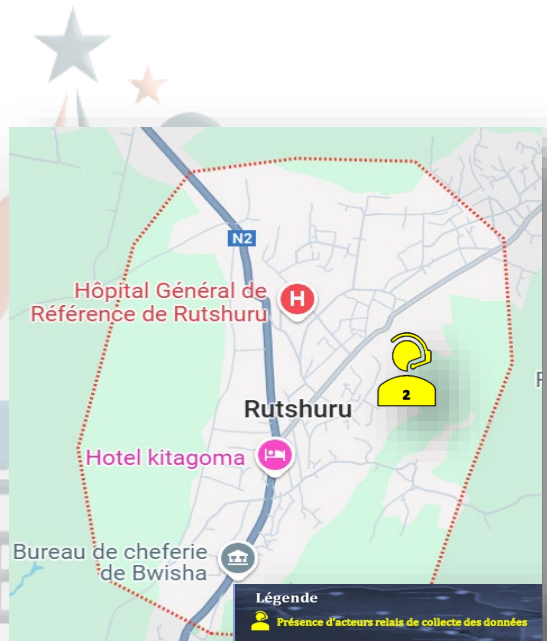 N2
Hôpital Général de
Référence de Rutshuru
H
2
Rutshuru
Hotel kitagoma
Bureau de cheferie
de Bwisha
Légende
Présence d'acteurs relais de collecte des données